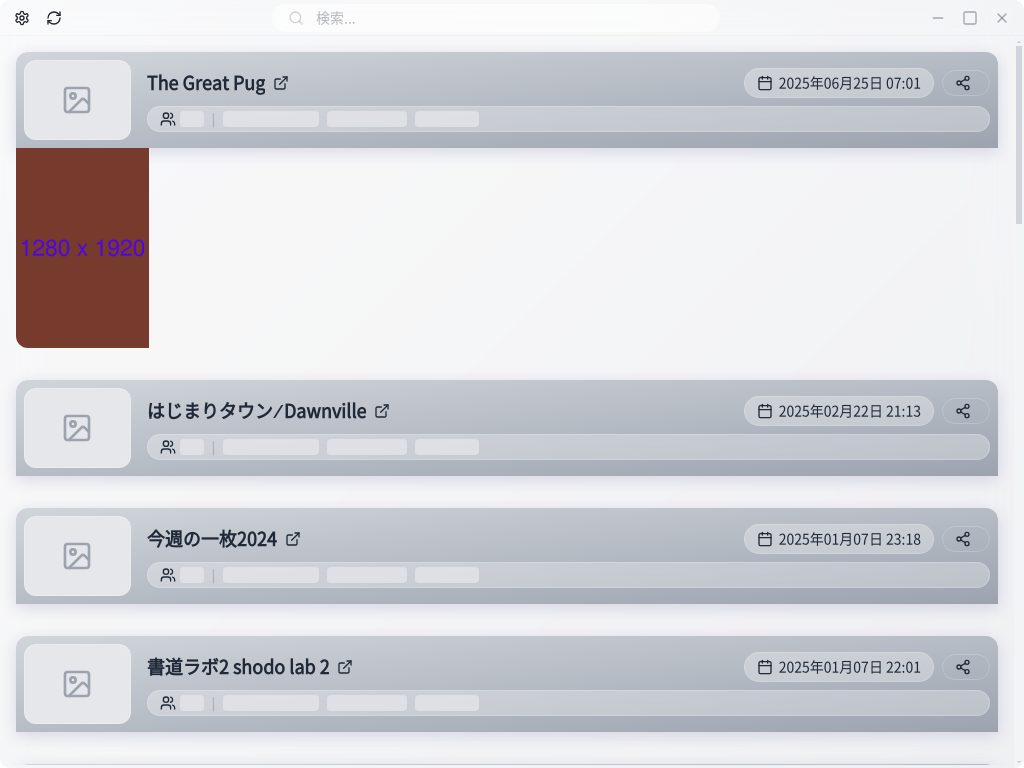 検索...
The Great Pug
2025年06月25日 07:01
1280 x 1920
はじまりタウン⁄Dawnville
2025年02月22日 21:13
今週の一枚2024
2025年01月07日 23:18
書道ラボ2 shodo lab 2
2025年01月07日 22:01